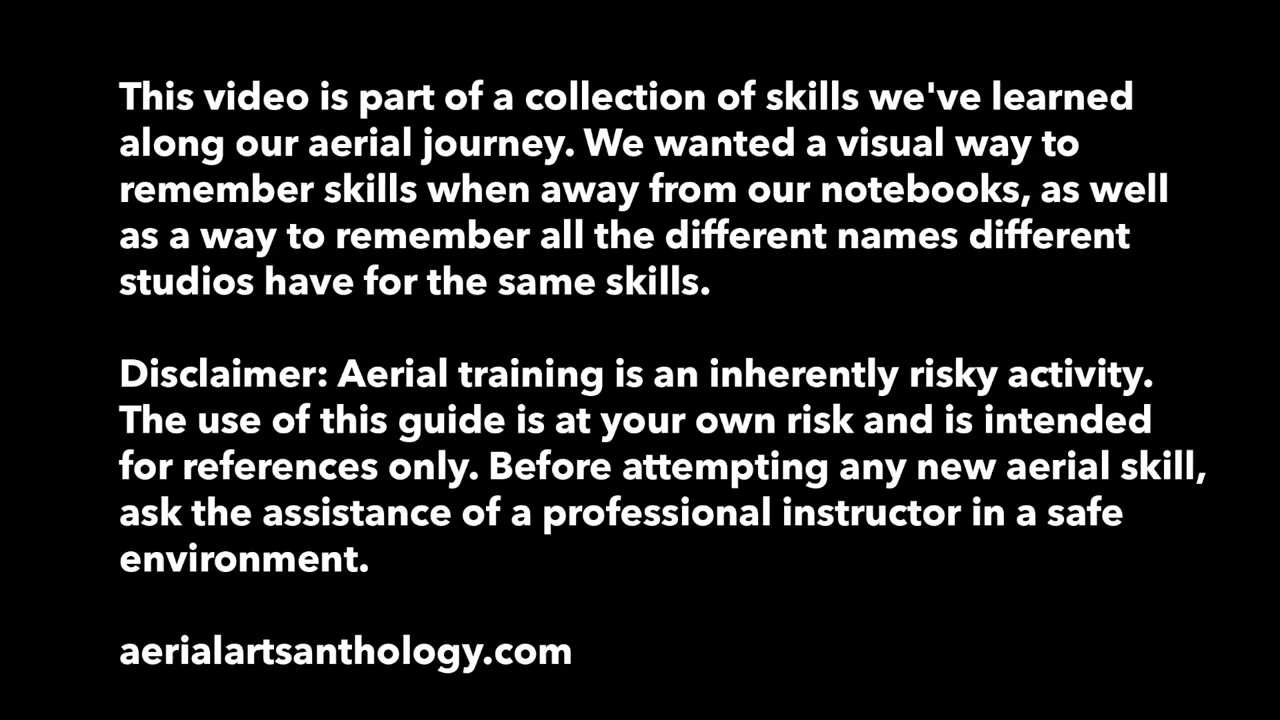 This video is part of a collection of skills we've learned
along our aerial journey. We wanted a visual way to
remember skills when away from our notebooks, as well
as a way to remember all the different names different
studios have for the same skills.
Disclaimer: Aerial training is an inherently risky activity.
The use of this guide is at your own risk and is intended
for references only. Before attempting any new aerial skill,
ask the assistance of a professional instructor in a safe
environment.
aerialartsanthology.com